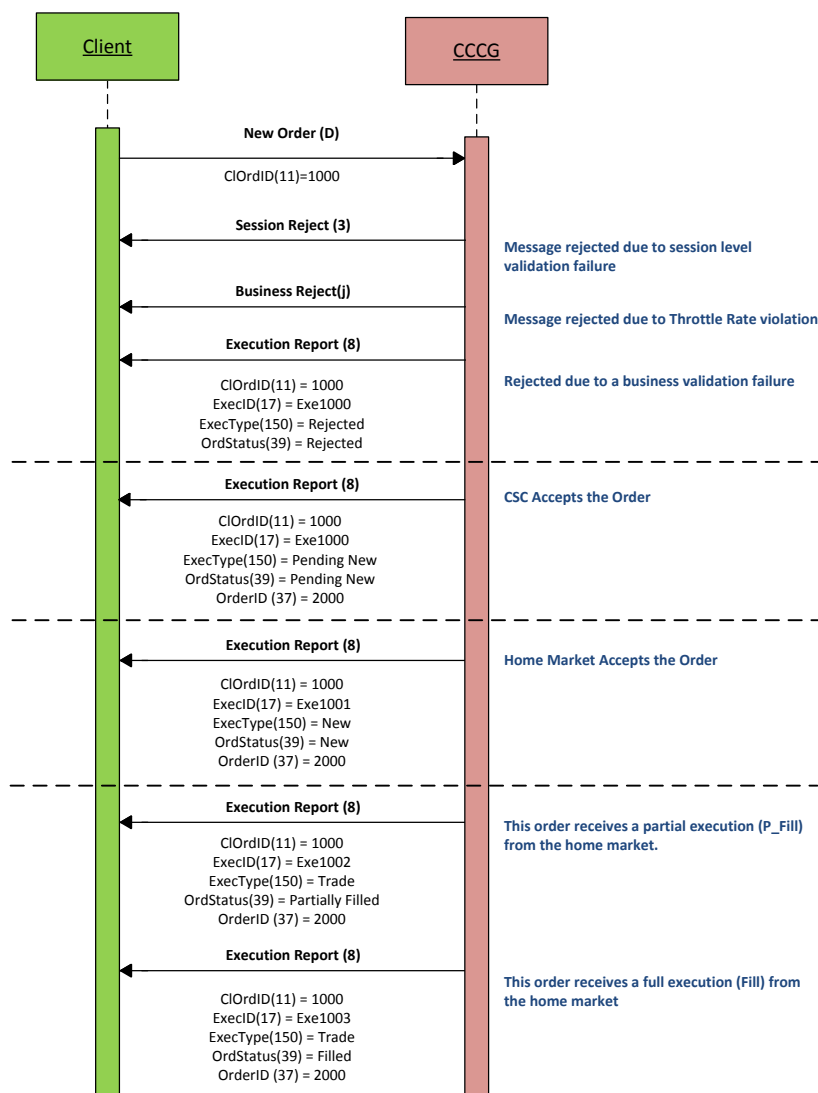 Client
CCCG
New Order (D)
ClOrdID(11)=1000
Session Reject (3)
Message rejected due to session level
validation failure
Business Reject(j)
Message rejected due to Throttle Rate violation
Execution Report (8)
Rejected due to a business validation failure
ClOrdID(11) = 1000
ExecID(17) = Exe1000
ExecType(150) = Rejected
OrdStatus(39) = Rejected
Execution Report (8)
CSC Accepts the Order
ClOrdID(11) = 1000
ExecID(17) = Exe1000
ExecType(150) = Pending New
OrdStatus(39) = Pending New
OrderID (37) = 2000
Execution Report (8)
Home Market Accepts the Order
ClOrdID(11) = 1000
ExecID(17) = Exe1001
ExecType(150) = New
OrdStatus(39) = New
OrderID (37) = 2000
Execution Report (8)
This order receives a partial execution (P_Fill)
from the home market.
ClOrdID(11) = 1000
ExecID(17) = Exe1002
ExecType(150) = Trade
OrdStatus(39) = Partially Filled
OrderID (37) = 2000
Execution Report (8)
This order receives a full execution (Fill) from
the home market
ClOrdID(11) = 1000
ExecID(17) = Exe1003
ExecType(150) = Trade
OrdStatus(39) = Filled
OrderID (37) = 2000